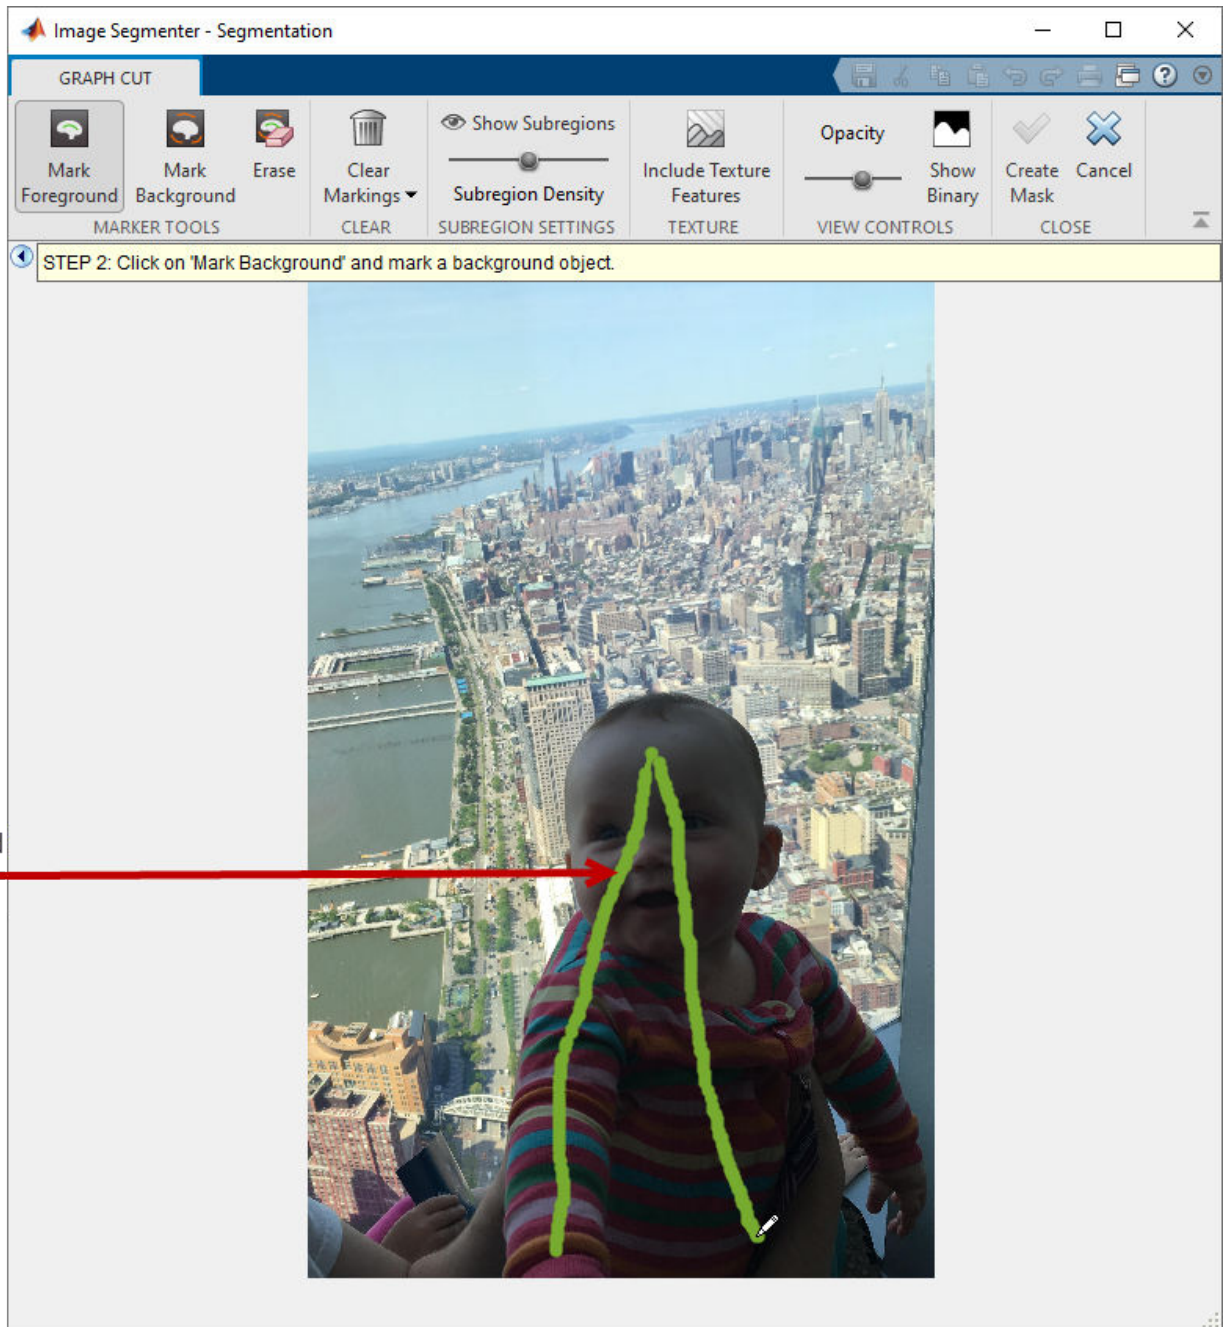 Image Segmenter - Segmentation
GRAPH CUT
Mark
Foreground
Mark
Background
Erase
Clear
Markings
Show Subregions
Subregion Density
Include Texture
Features
Opacity
Show
Binary
Create
Mask
Cancel
MARKER TOOLS
CLEAR
SUBREGION SETTINGS
TEXTURE
VIEW CONTROLS
CLOSE
STEP 2: Click on 'Mark Background' and mark a background object.